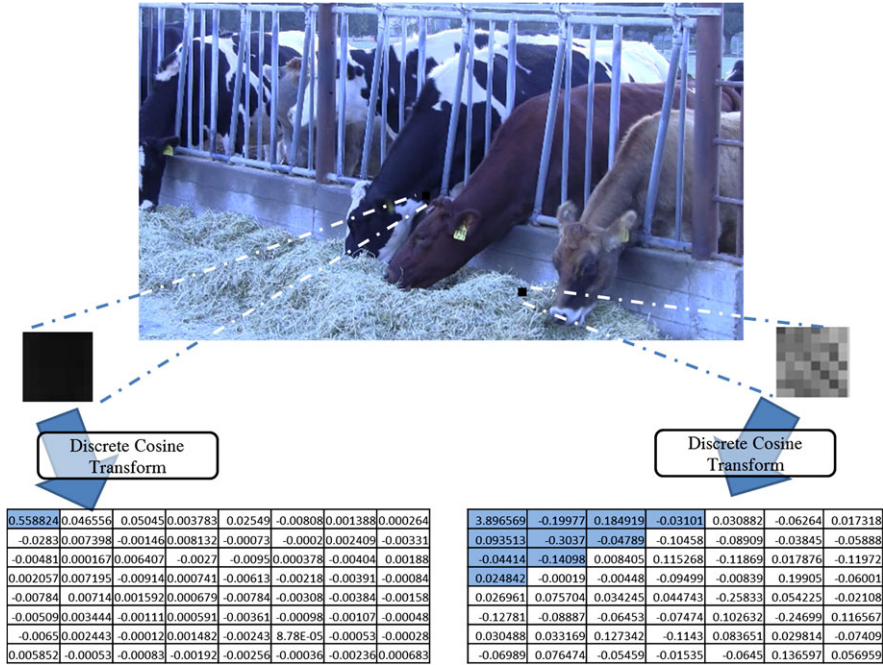 Discrete Cosine
Transform
Discrete Cosine
Transform
0.558824 0.046556 0.05045 0.003783 0.02549 -0.00808 0.001388 0.000264
-0.0283 0.007398 -0.00146 0.008132 -0.00073 -0.0002 0.002409 -0.00331
-0.00481 0.000167 0.006407 -0.0027 -0.0095 0.000378 -0.00404 0.00188
0.002057 0.007195 -0.00914 0.000741 -0.00613 -0.00218 -0.00391 -0.00084
-0.00784 0.00714 0.001592 0.000679 -0.00784 -0.00308 -0.00384 -0.00158
-0.00509 0.003444 -0.00111 0.000591 -0.00361 -0.00098 -0.00107 -0.00048
-0.0065 0.002443 -0.00012 0.001482 -0.00243 8.78E-05 -0.00053 -0.00028
0.005852 -0.00053 -0.00083 -0.00192 -0.00256 -0.00036 -0.00236 0.000683
3.896569 -0.19977 0.184919 -0.03101 0.030882 -0.06264 0.017318
0.093513 -0.3037 -0.04789 -0.10458 -0.08909 -0.03845 -0.05888
-0.04414 -0.14098 0.008405 0.115268 -0.11869 0.017876 -0.11972
0.024842 -0.00019 -0.00448 -0.09499 -0.00839 0.19905 -0.06001
0.026961 0.075704 0.034245 0.044743 -0.25833 0.054225 -0.02108
-0.12781 -0.08887 -0.06453 -0.07474 0.102632 -0.24699 0.116567
0.030488 0.033169 0.127342 -0.1143 0.083651 0.029814 -0.07409
-0.06989 0.076474 -0.05459 -0.01535 -0.0645 0.136597 0.056959